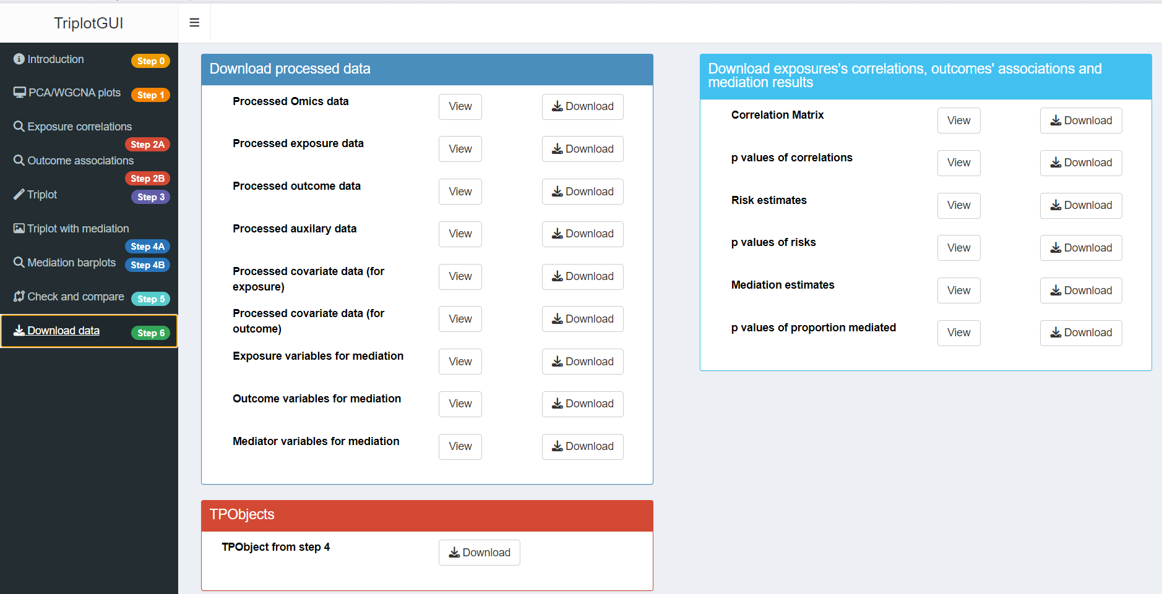 TriplotGUI
Introduction
Step 0
PCA/WGCNA plots
Step 1
Exposure correlations
Step 2A
Outcome associations
Step 2B
Triplot
Step 3
Triplot with mediation
Step 4A
Mediation barplots
Step 4B
Check and compare
Step 5
Download data
Step 6
Download processed data
Processed Omics data
View
Download
Processed exposure data
View
Download
Processed outcome data
View
Download
Processed auxilary data
View
Download
Processed covariate data (for
exposure)
View
Download
Processed covariate data (for
outcome)
View
Download
Exposure variables for mediation
View
Download
Outcome variables for mediation
View
Download
Mediator variables for mediation
View
Download
TPObjects
TPObject from step 4
Download
Download exposures's correlations, outcomes' associations and
mediation results
Correlation Matrix
View
Download
p values of correlations
View
Download
Risk estimates
View
Download
p values of risks
View
Download
Mediation estimates
View
Download
p values of proportion mediated
View
Download